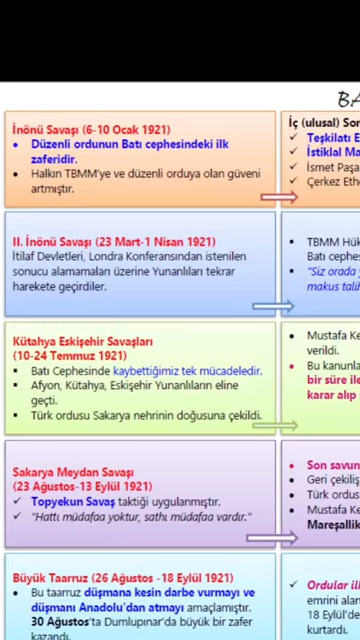 BA
İnönü Savaşı (6-10 Ocak 1921)
• Düzenli ordunun Batı cephesindeki ilk
zaferidir.
• Halkın TBMM'ye ve düzenli orduya olan güveni
artmıştır.
İç (ulusal) Son
✓ Teşkilatı E
✓ İstiklal Ma
✓ İsmet Paşa
✓ Çerkez Ethe
II. İnönü Savaşı (23 Mart-1 Nisan 1921)
İtilaf Devletleri, Londra Konferansından istenilen
sonucu alamamaları üzerine Yunanlıları tekrar
harekete geçirdiler.
▪ TBMM Hük
Batı cephes
▪ "Siz orada y
makus talih
Kütahya Eskişehir Savaşları
(10-24 Temmuz 1921)
▪ Batı Cephesinde kaybettiğimiz tek mücadeledir.
▪ Afyon, Kütahya, Eskişehir Yunanlıların eline
geçti.
▪ Türk ordusu Sakarya nehrinin doğusuna çekildi.
• Mustafa Ke
verildi.
• Bu kanunla
bir süre ile
karar alıp
Sakarya Meydan Savaşı
(23 Ağustos-13 Eylül 1921)
✓ Topyekun Savaş taktiği uygulanmıştır.
✓ "Hattı müdafaa yoktur, sathı müdafaa vardır."
• Son savun
• Geri çekiliş
• Türk ordus
• Mustafa Ke
Mareşallik
Büyük Taarruz (26 Ağustos -18 Eylül 1921)
• Bu taarruz düşmana kesin darbe vurmayı ve
düşmanı Anadolu'dan atmayı amaçlamıştır.
30 Ağustos'ta Dumlupınar'da büyük bir zafer
kazandı.
✓ Ordular ill
emrini alan
18 Eylül'de
kurtardı.